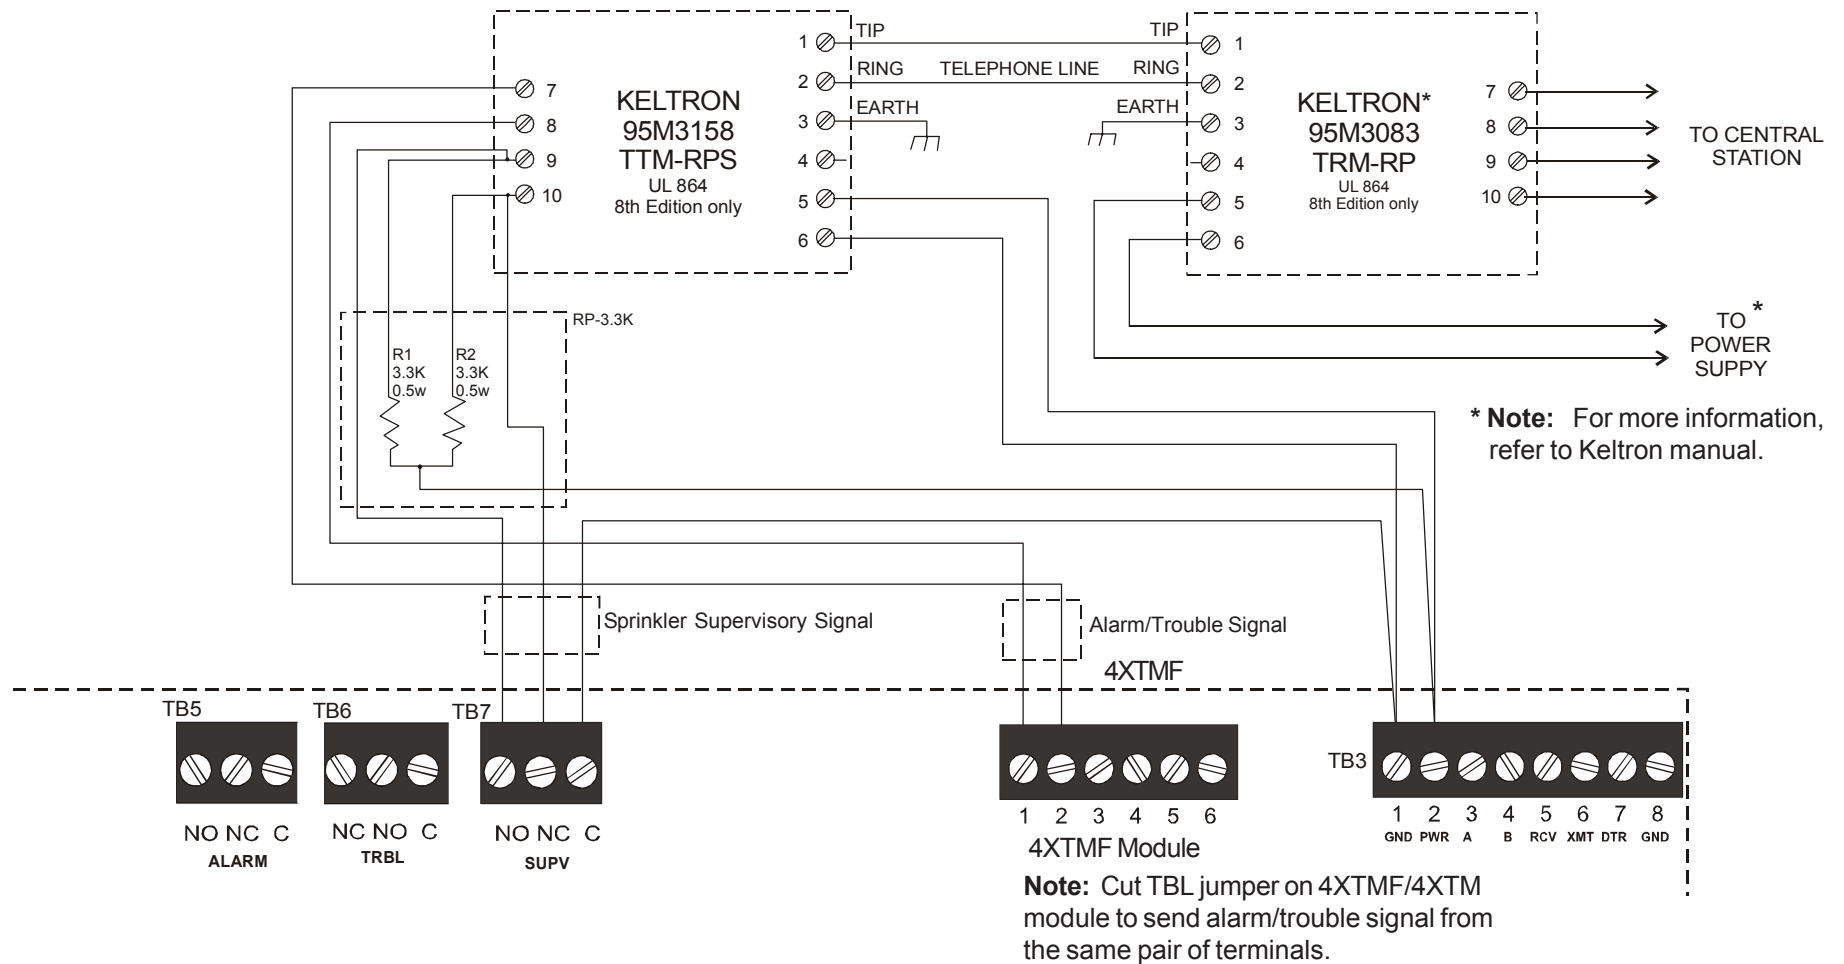 1 TIP
2 RING
3 EARTH
4
5
6
7
8
9
10
KELTRON
95M3158
TTM-RPS
UL 864
8th Edition only
TELEPHONE LINE
TIP 1
RING 2
EARTH 3
4
5
6
KELTRON*
95M3083
TRM-RP
UL 864
8th Edition only
7
8
9
10
TO CENTRAL
STATION
TO *
POWER
SUPPY
* Note: For more information,
refer to Keltron manual.
RP-3.3K
R1
3.3K
0.5w
R2
3.3K
0.5w
Sprinkler Supervisory Signal
Alarm/Trouble Signal
4XTMF
TB5
NO NC C
ALARM
TB6
NC NO C
TRBL
TB7
NO NC C
SUPV
1 2 3 4 5 6
4XTMF Module
Note: Cut TBL jumper on 4XTMF/4XTM
module to send alarm/trouble signal from
the same pair of terminals.
TB3
1 2 3 4 5 6 7 8
GND PWR A B RCV XMT DTR GND